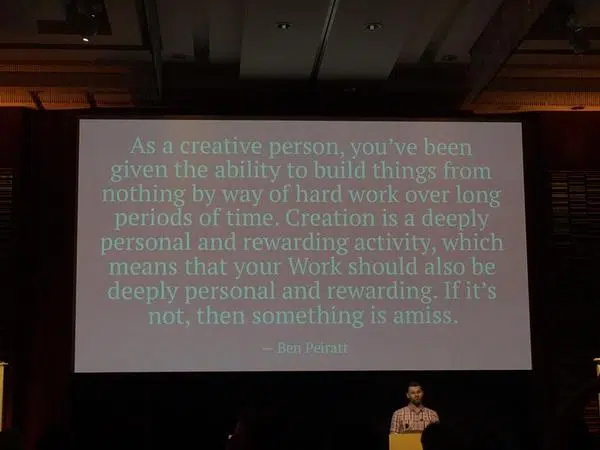 As a creative person, you've been
given the ability to build things from
nothing by way of hard work over long
periods of time. Creation is a deeply
personal and rewarding activity, which
means that your Work should also be
deeply personal and rewarding. If it's
not, then something is amiss.
— Ben Peiratt